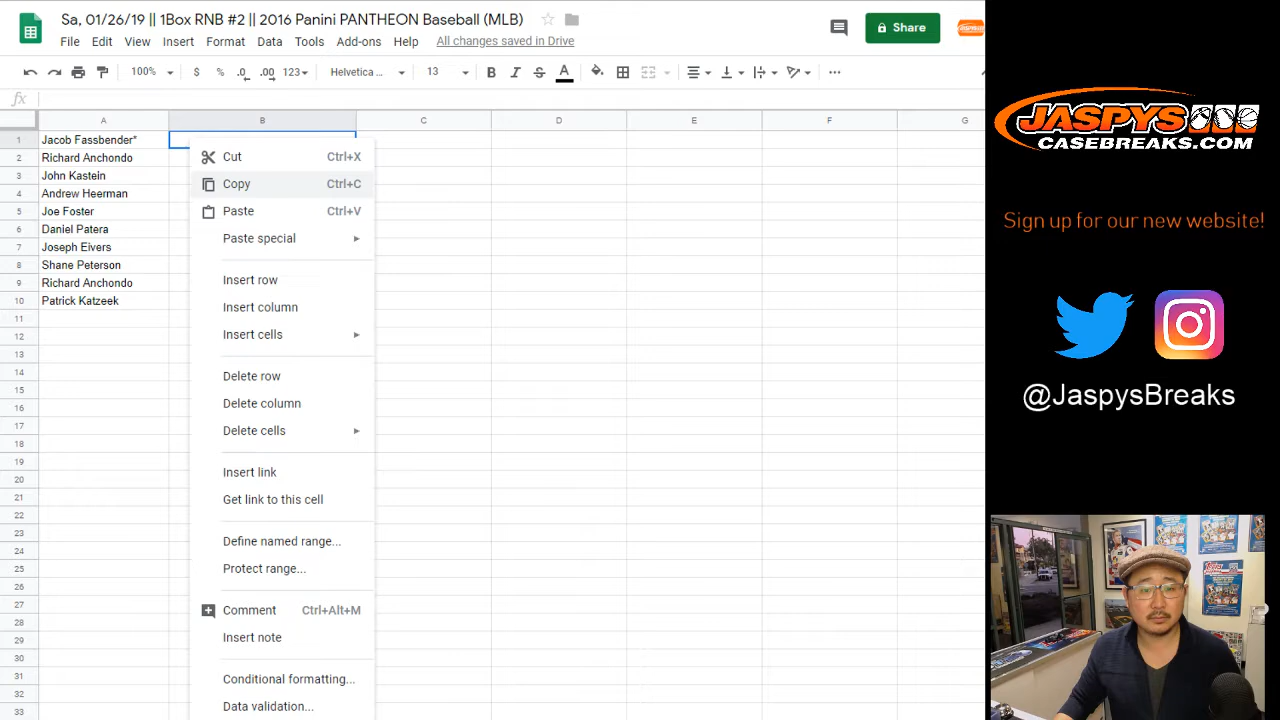 Sa, 01/26/19 || 1Box RNB #2 || 2016 Panini PANTHEON Baseball (MLB)
File Edit View Insert Format Data Tools Add-ons Help All changes saved in Drive
Share
100% $ % .0 .00 123 Helvetica ... 13 B I S A
fx
A B C D E F G
1 Jacob Fassbender*
2 Richard Anchondo
3 John Kastein
4 Andrew Heerman
5 Joe Foster
6 Daniel Patera
7 Joseph Eivers
8 Shane Peterson
9 Richard Anchondo
10 Patrick Katzeek
11
12
13
14
15
16
17
18
19
20
21
22
23
24
25
26
27
28
29
30
31
32
33
Cut Ctrl+X
Copy Ctrl+C
Paste Ctrl+V
Paste special
Insert row
Insert column
Insert cells
Delete row
Delete column
Delete cells
Insert link
Get link to this cell
Define named range...
Protect range...
Comment Ctrl+Alt+M
Insert note
Conditional formatting...
Data validation...
JASPYS
CASEBREAKS.COM
Sign up for our new website!
@JaspysBreaks